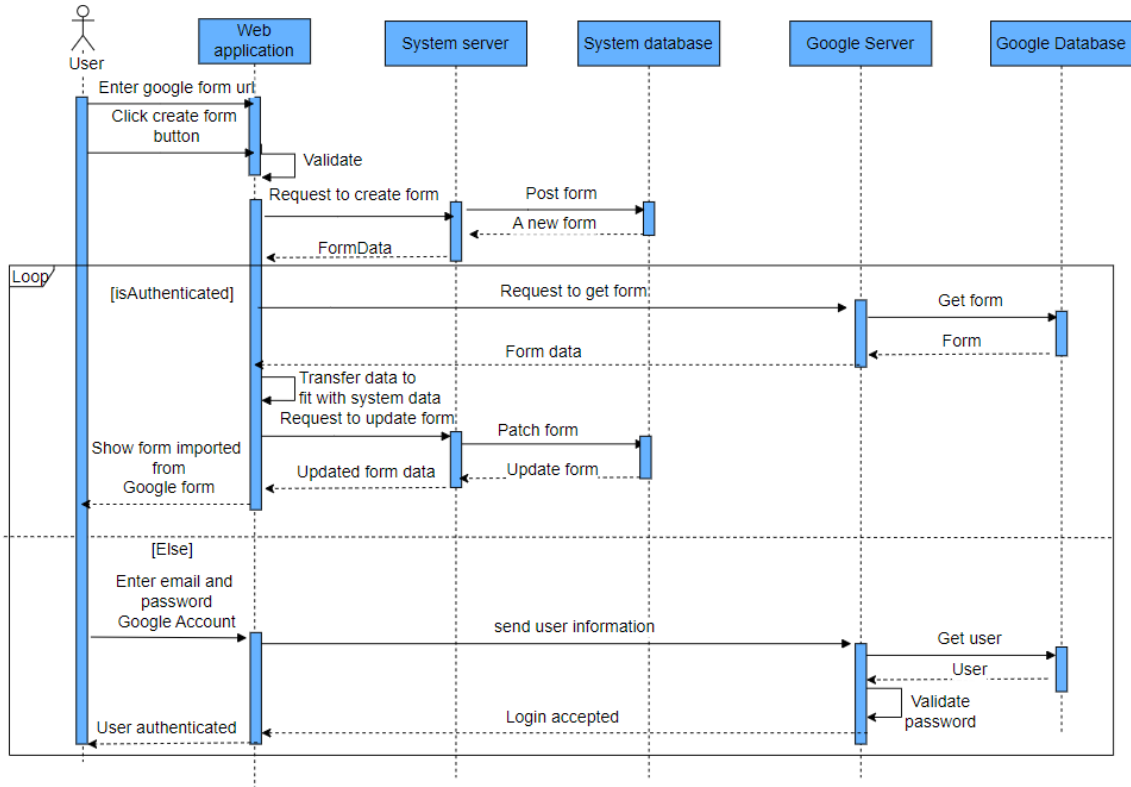 User
Web
application
System server
System database
Google Server
Google Database
Enter google form url
Click create form
button
Validate
Request to create form
Post form
A new form
FormData
Loop
[isAuthenticated]
Request to get form
Get form
Form
Form data
Transfer data to
fit with system data
Request to update form
Patch form
Update form
Updated form data
Show form imported
from
Google form
[Else]
Enter email and
password
Google Account
send user information
Get user
User
Validate
password
Login accepted
User authenticated